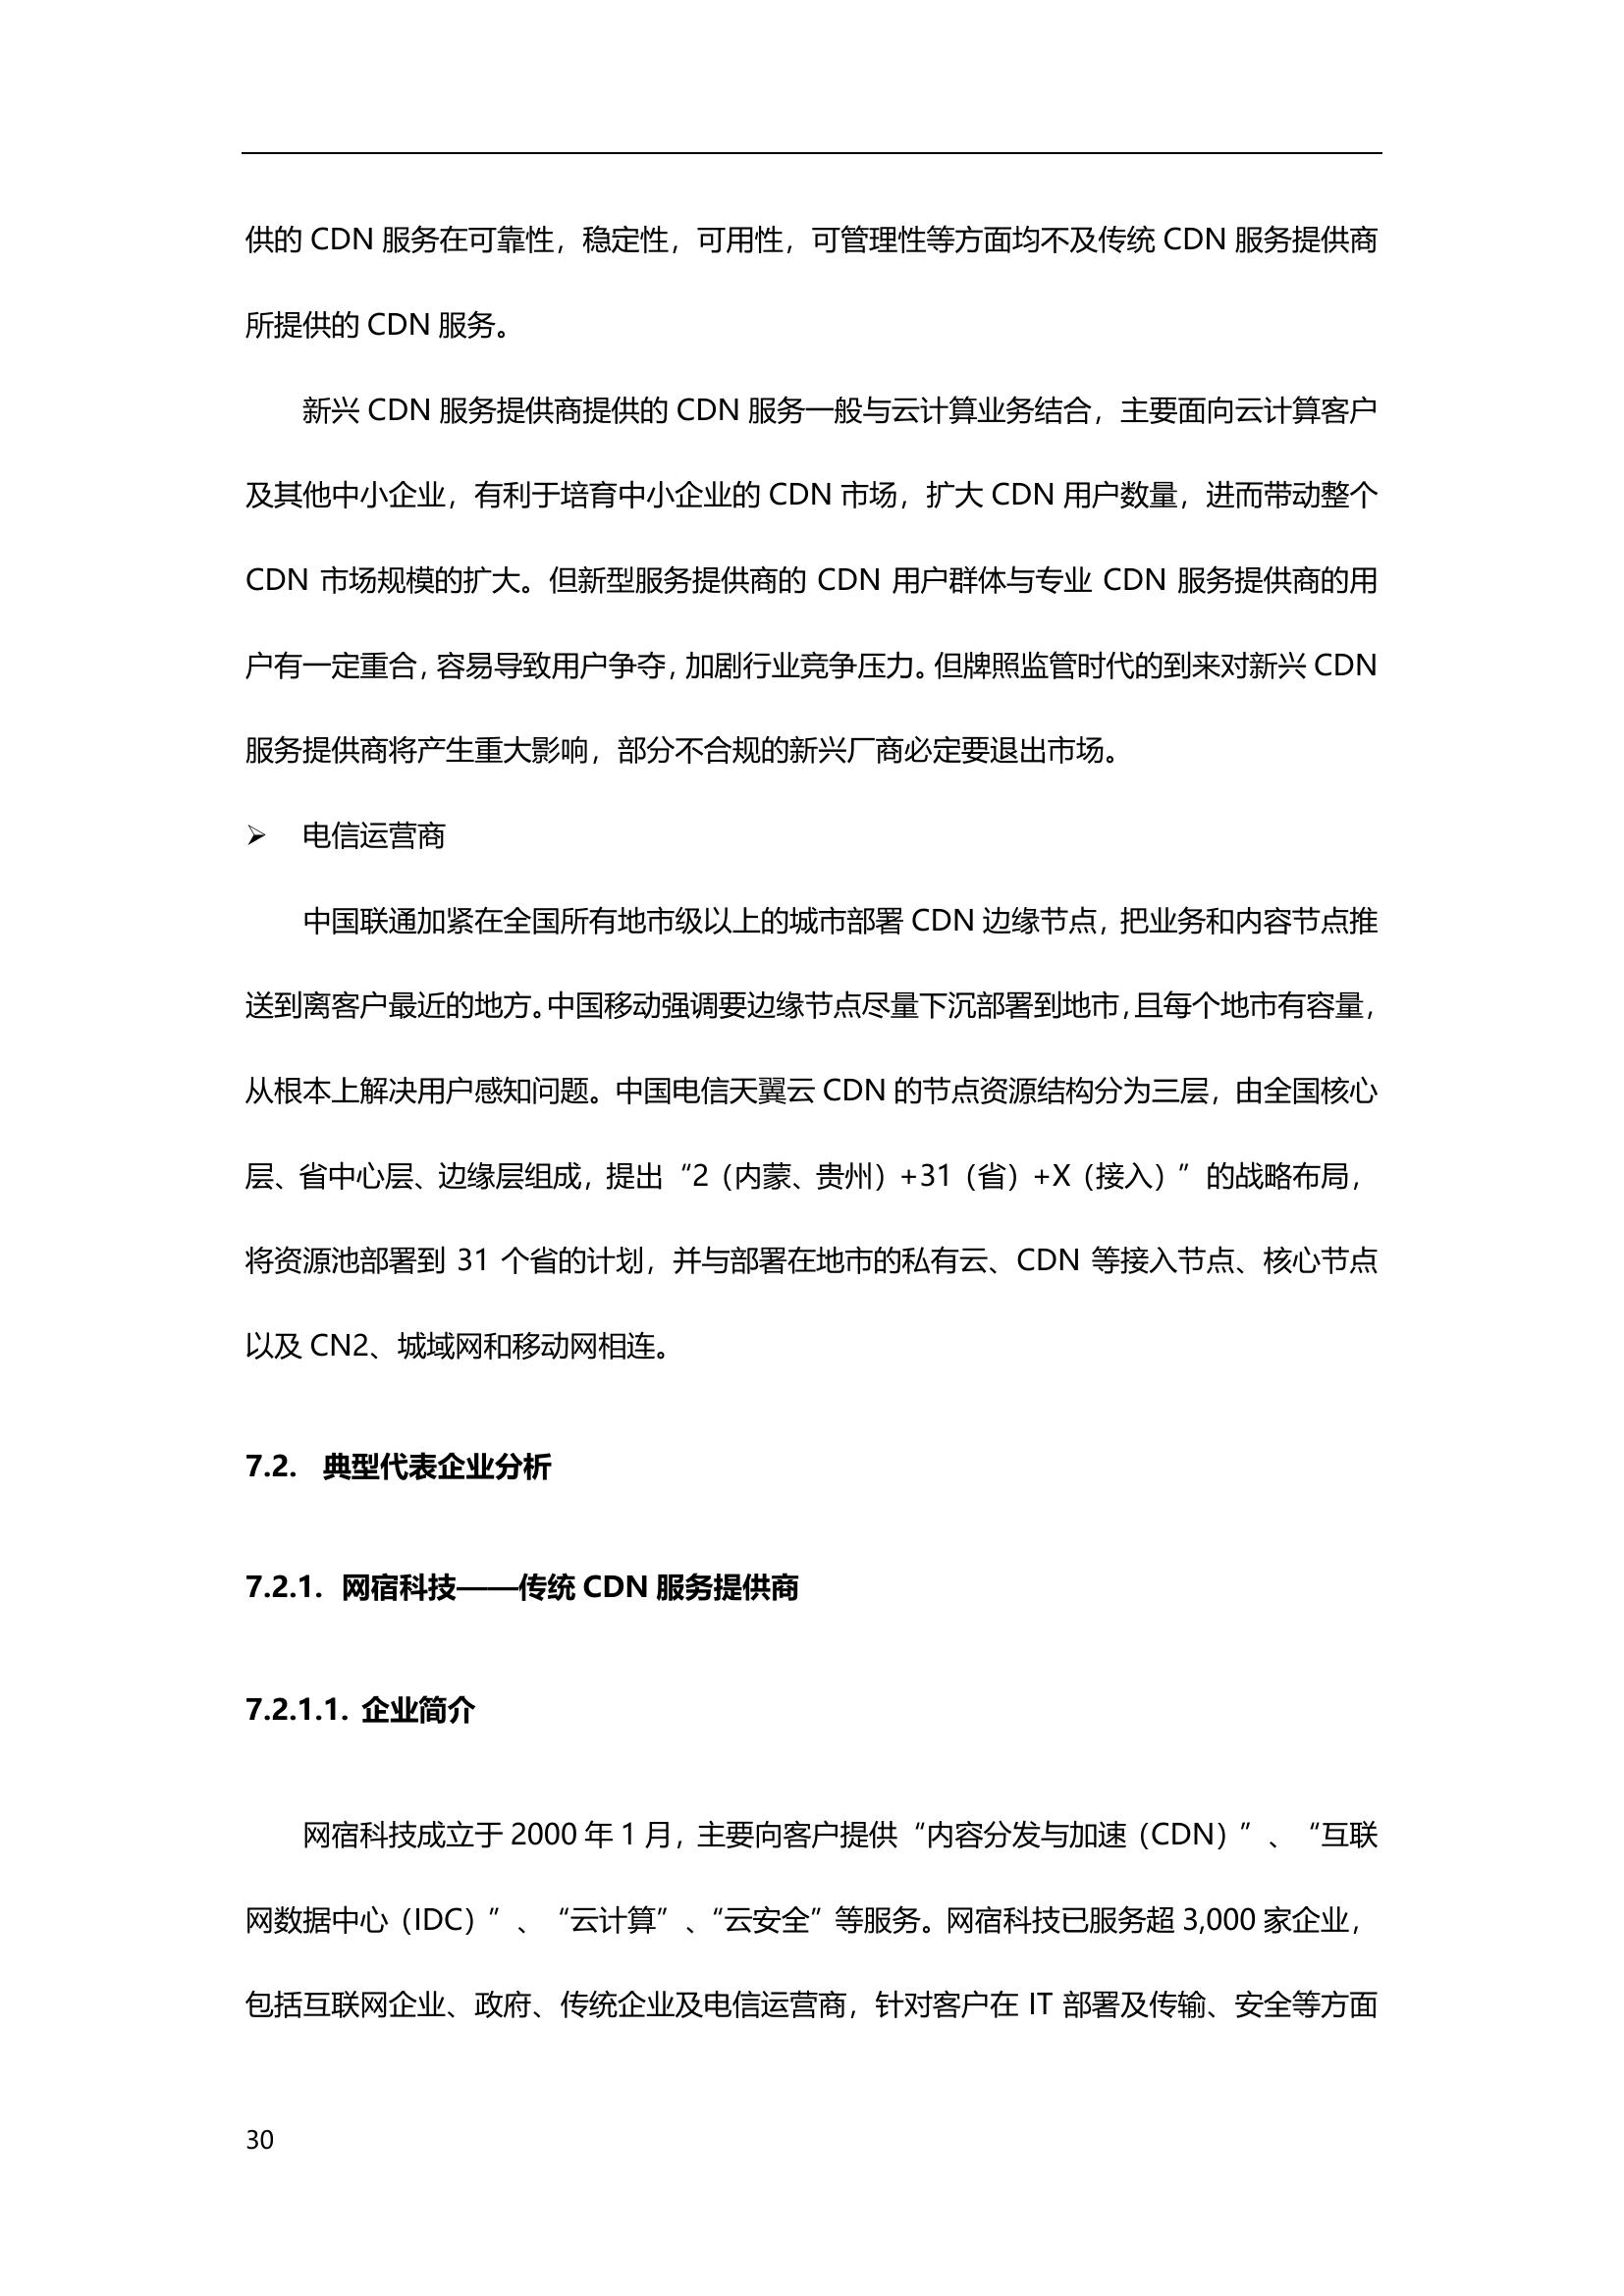 供的 CDN 服务在可靠性，稳定性，可用性，可管理性等方面均不及传统 CDN 服务提供商
所提供的 CDN 服务。
新兴 CDN 服务提供商提供的 CDN 服务一般与云计算业务结合，主要面向云计算客户
及其他中小企业，有利于培育中小企业的 CDN 市场，扩大 CDN 用户数量，进而带动整个
CDN 市场规模的扩大。但新型服务提供商的 CDN 用户群体与专业 CDN 服务提供商的用
户有一定重合，容易导致用户争夺，加剧行业竞争压力。但牌照监管时代的到来对新兴 CDN
服务提供商将产生重大影响，部分不合规的新兴厂商必定要退出市场。
➢ 电信运营商
中国联通加紧在全国所有地市级以上的城市部署 CDN 边缘节点，把业务和内容节点推
送到离客户最近的地方。中国移动强调要边缘节点尽量下沉部署到地市，且每个地市有容量，
从根本上解决用户感知问题。中国电信天翼云 CDN 的节点资源结构分为三层，由全国核心
层、省中心层、边缘层组成，提出“2（内蒙、贵州）+31（省）+X（接入）”的战略布局，
将资源池部署到 31 个省的计划，并与部署在地市的私有云、CDN 等接入节点、核心节点
以及 CN2、城域网和移动网相连。
7.2. 典型代表企业分析
7.2.1. 网宿科技——传统 CDN 服务提供商
7.2.1.1. 企业简介
网宿科技成立于 2000 年 1 月，主要向客户提供“内容分发与加速（CDN）”、“互联
网数据中心（IDC）”、“云计算”、“云安全”等服务。网宿科技已服务超 3,000 家企业，
包括互联网企业、政府、传统企业及电信运营商，针对客户在 IT 部署及传输、安全等方面
30